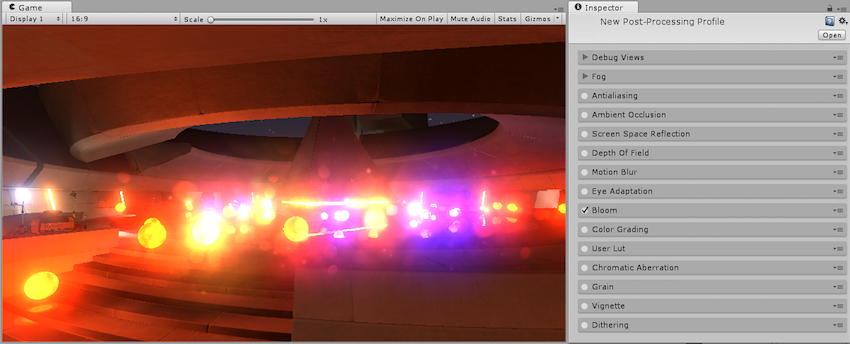 Game
Display 1
16:9
Scale
1x
Maximize On Play
Mute Audio
Stats
Gizmos
Inspector
New Post-Processing Profile
Open
Debug Views
Fog
Antialiasing
Ambient Occlusion
Screen Space Reflection
Depth Of Field
Motion Blur
Eye Adaptation
Bloom
Color Grading
User Lut
Chromatic Aberration
Grain
Vignette
Dithering